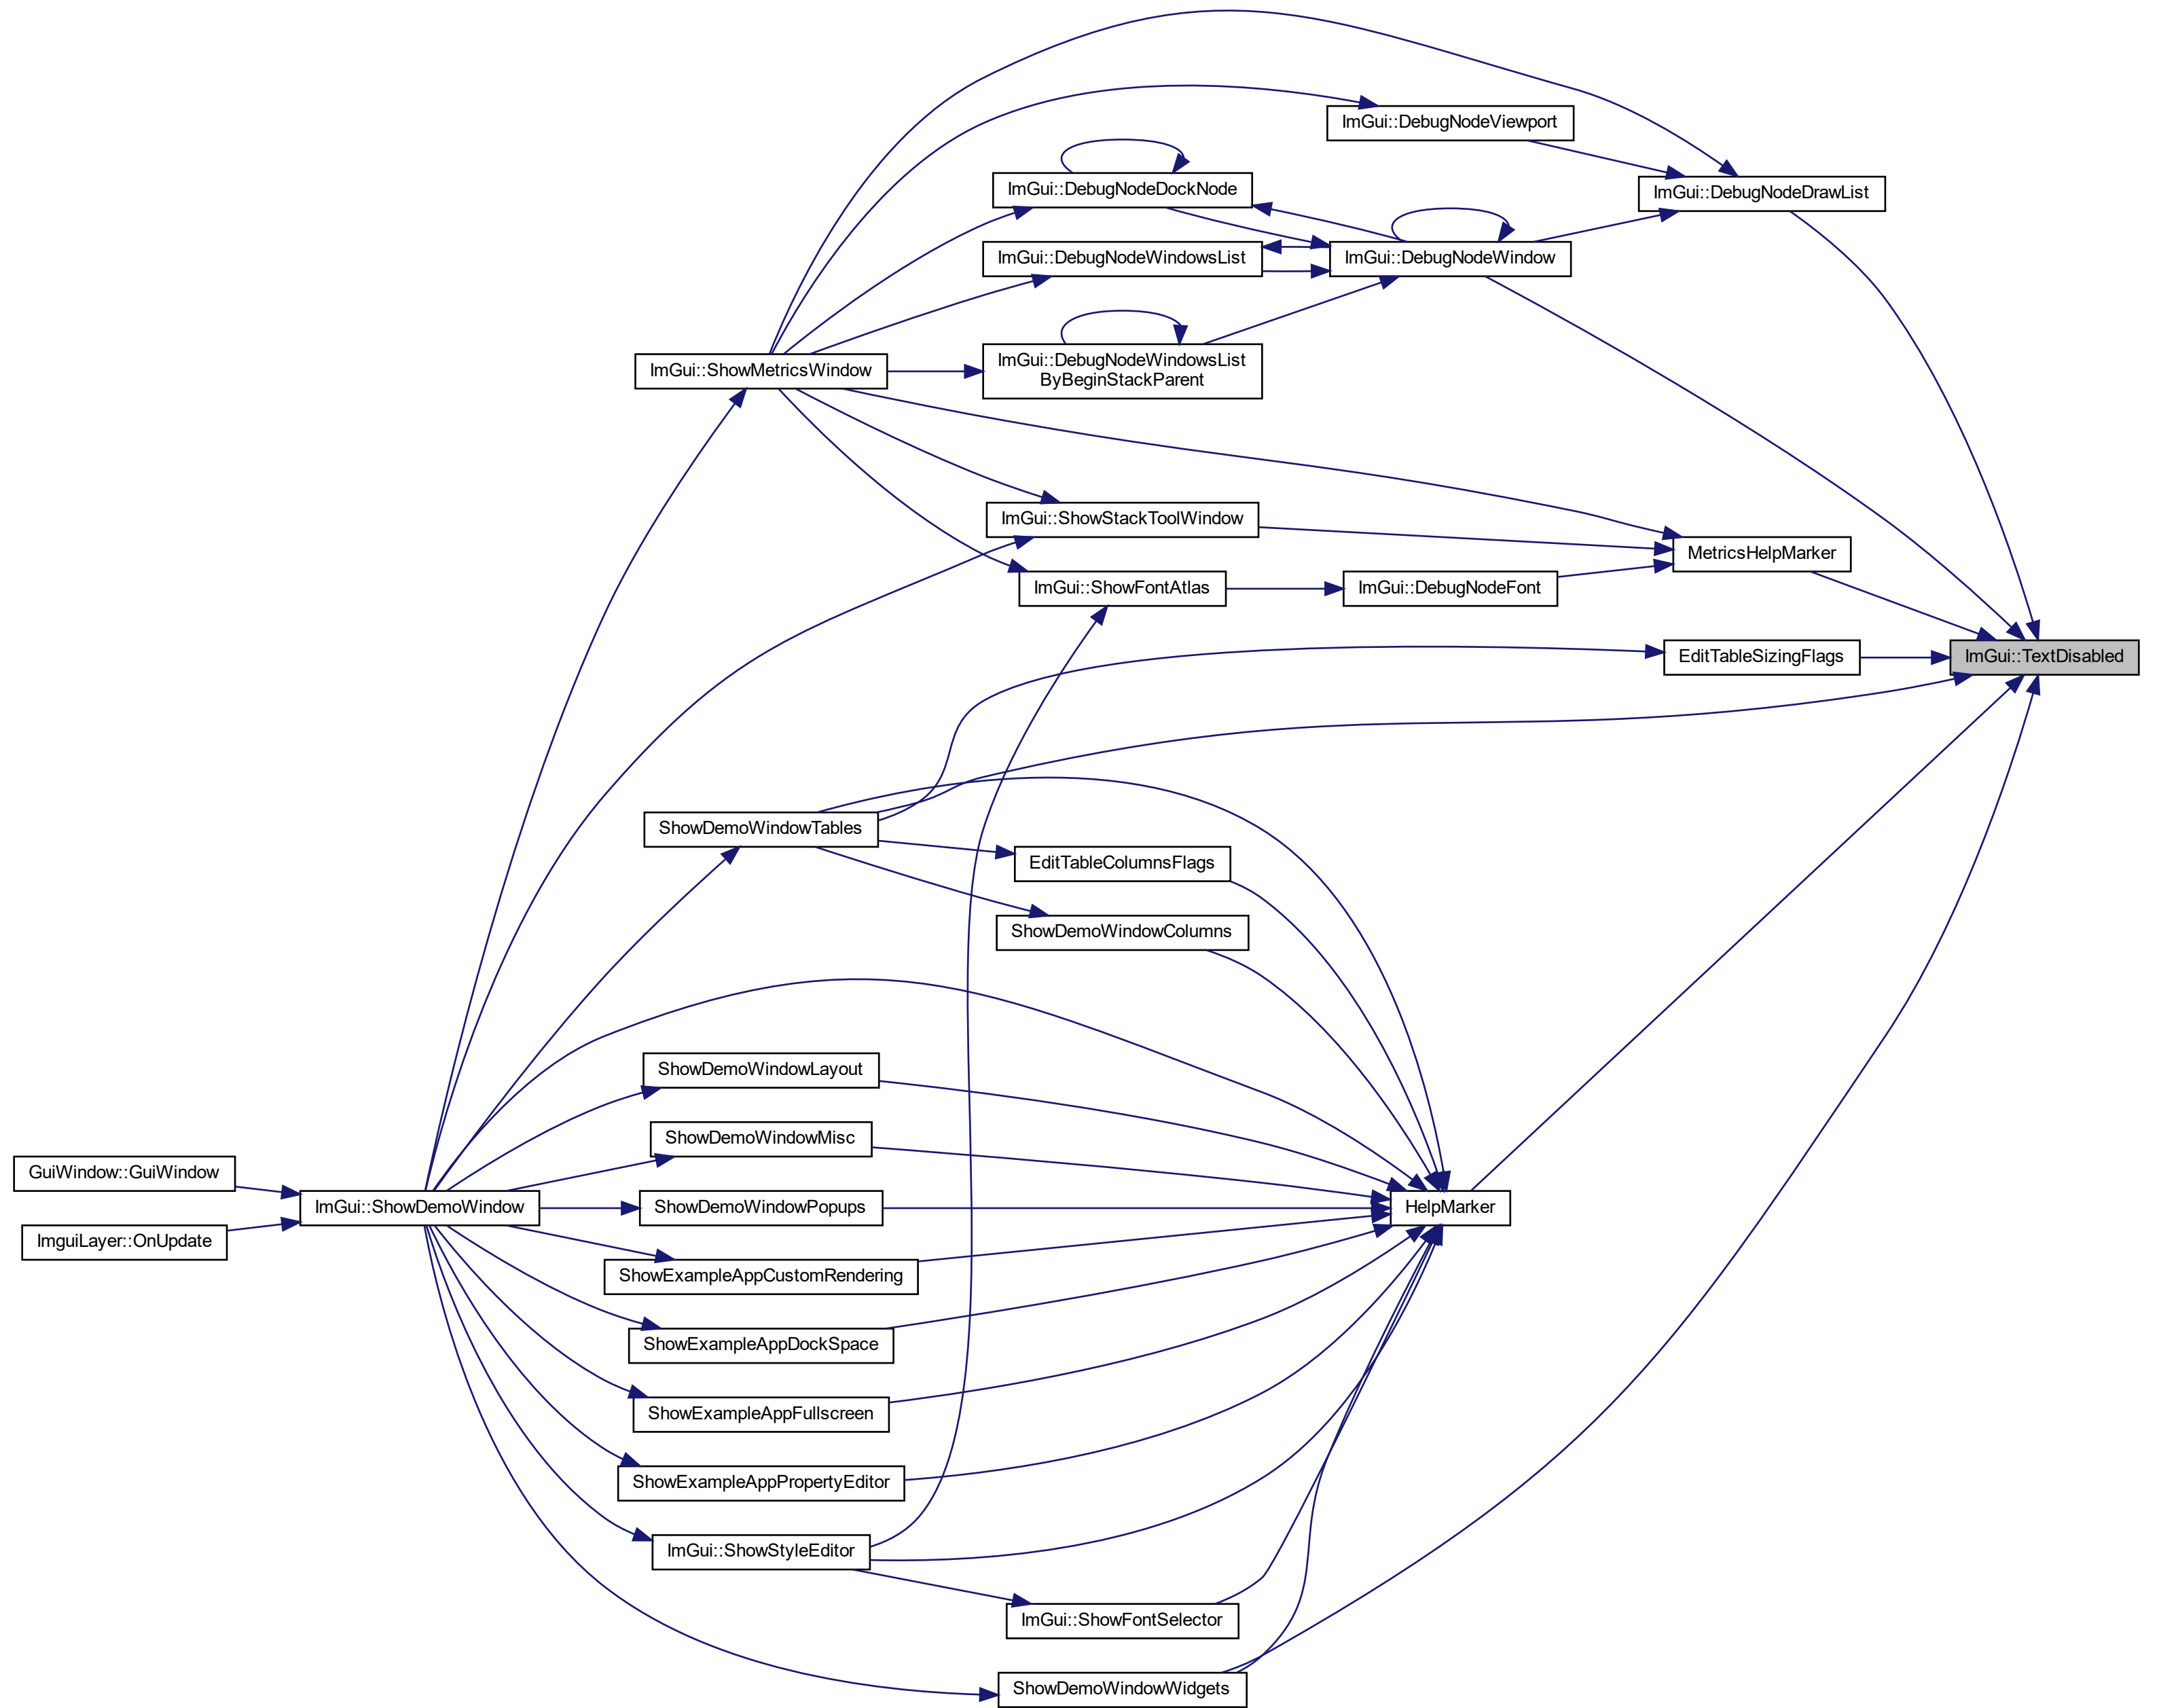 ImGui::DebugNodeViewport
ImGui::DebugNodeDockNode
ImGui::DebugNodeDrawList
ImGui::DebugNodeWindowsList
ImGui::DebugNodeWindow
ImGui::ShowMetricsWindow
ImGui::DebugNodeWindowsList
ByBeginStackParent
ImGui::ShowStackToolWindow
MetricsHelpMarker
ImGui::ShowFontAtlas
ImGui::DebugNodeFont
EditTableSizingFlags
ImGui::TextDisabled
ShowDemoWindowTables
EditTableColumnsFlags
ShowDemoWindowColumns
ShowDemoWindowLayout
ShowDemoWindowMisc
GuiWindow::GuiWindow
ImGui::ShowDemoWindow
ShowDemoWindowPopups
HelpMarker
ImguiLayer::OnUpdate
ShowExampleAppCustomRendering
ShowExampleAppDockSpace
ShowExampleAppFullscreen
ShowExampleAppPropertyEditor
ImGui::ShowStyleEditor
ImGui::ShowFontSelector
ShowDemoWindowWidgets